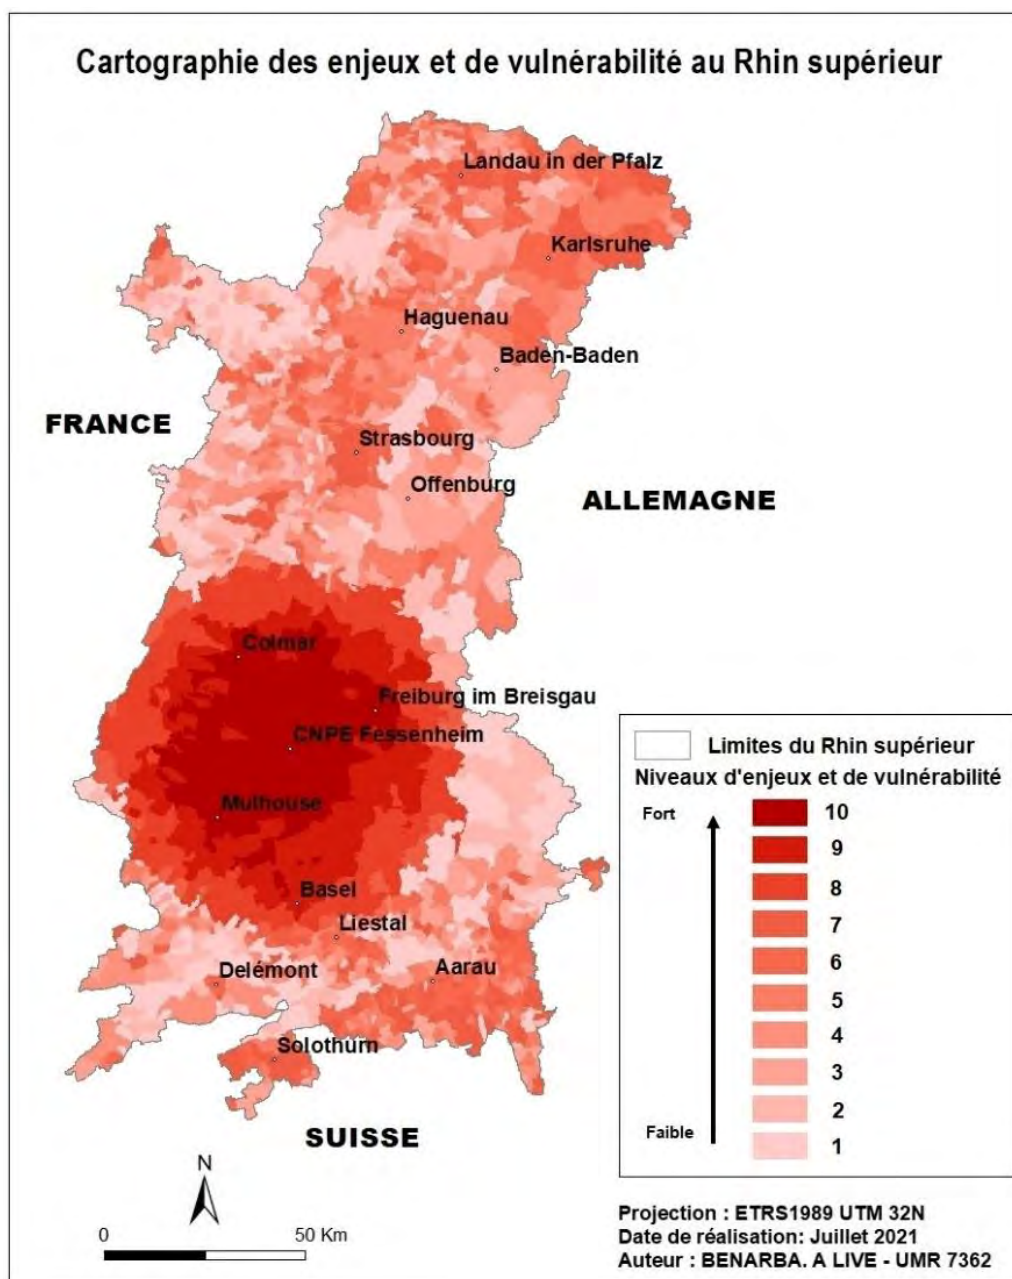 Cartographie des enjeux et de vulnérabilité au Rhin supérieur
Landau in der Pfalz
Karlsruhe
Haguenau
Baden-Baden
FRANCE
Strasbourg
Offenburg
ALLEMAGNE
Colmar
Freiburg im Breisgau
CNPE Fessenheim
Mulhouse
Basel
Liestal
Delémont
Aarau
Solothurn
SUISSE
N
0 50 Km
Limites du Rhin supérieur
Niveaux d'enjeux et de vulnérabilité
Fort
10
9
8
7
6
5
4
3
2
Faible
1
Projection : ETRS1989 UTM 32N
Date de réalisation: Juillet 2021
Auteur : BENARBA. A LIVE - UMR 7362